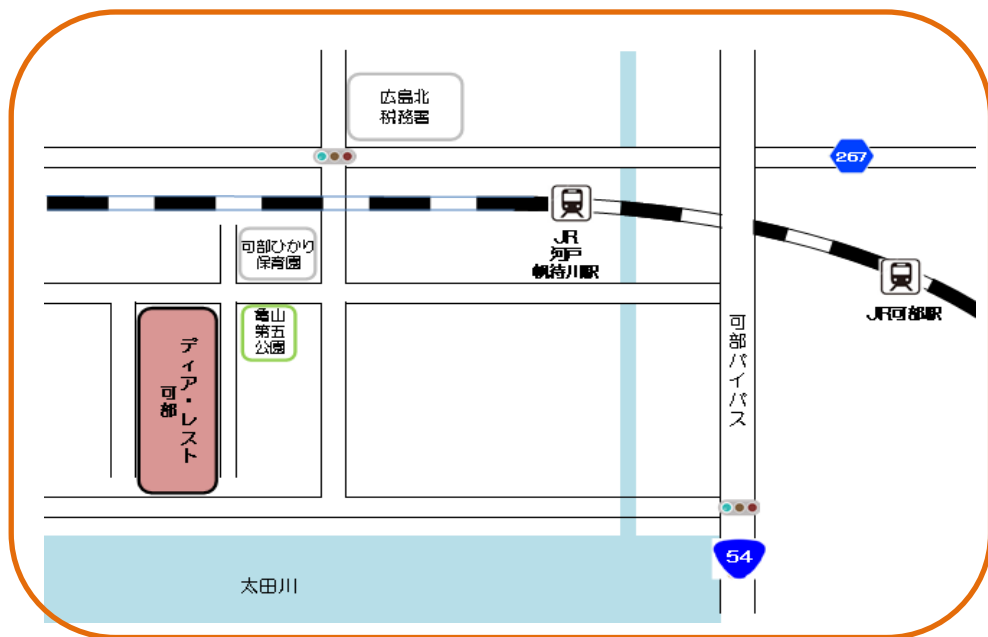 広島北
税務署
267
JR
河戸
帆待川駅
JR可部駅
可部ひかり
保育園
亀山
第五
公園
ディア・レスト
可部
可部バイパス
54
太田川